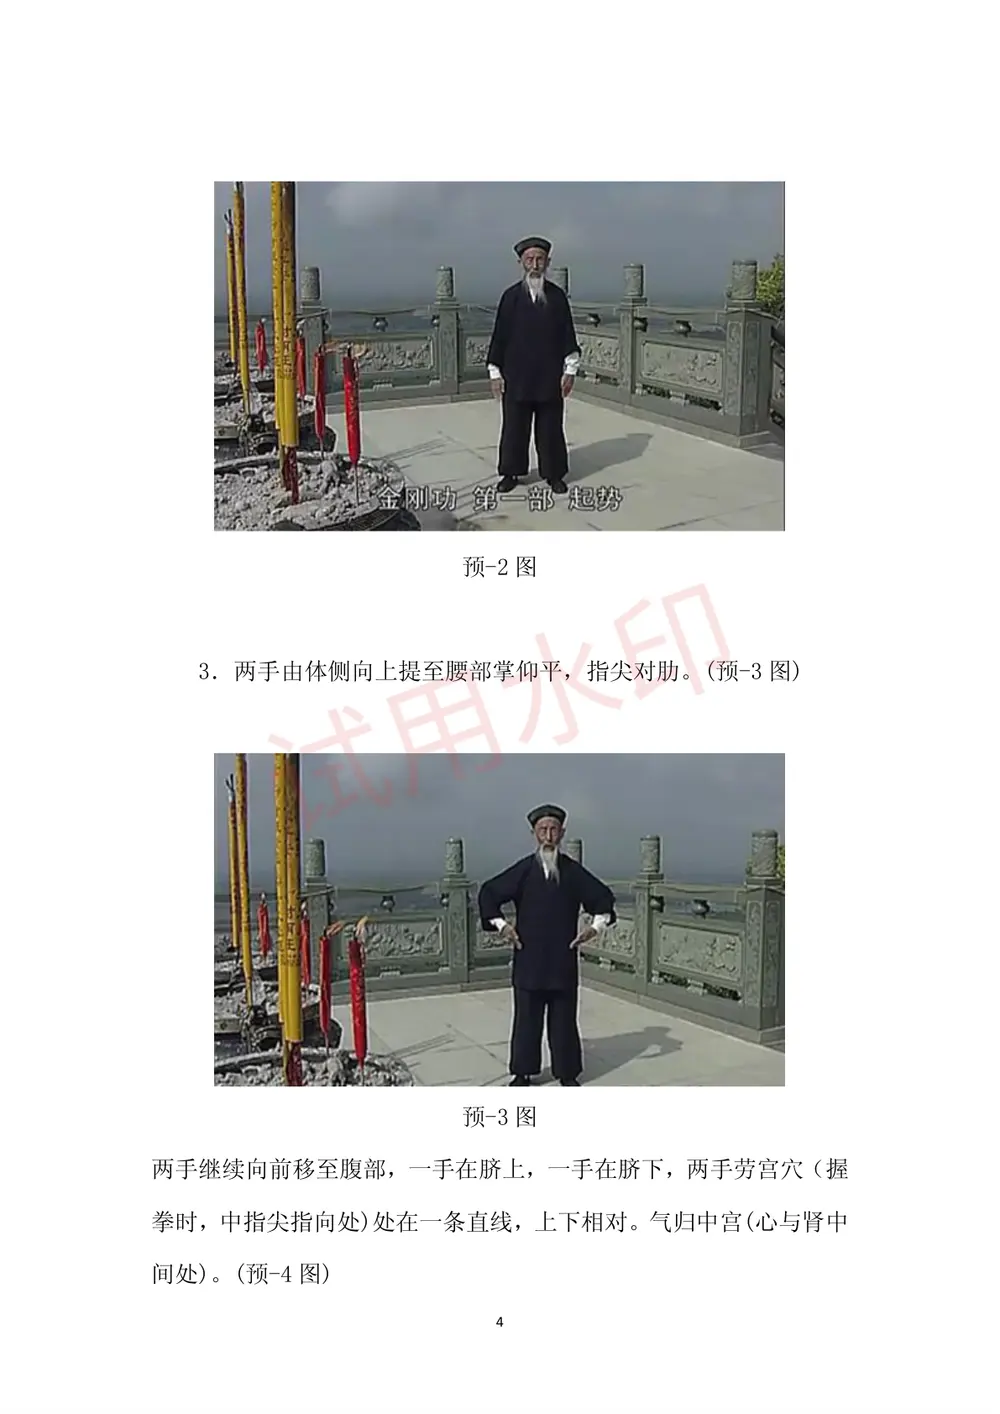 金刚功 第一部 起势
预-2 图
3. 两手由体侧向上提至腰部掌仰平，指尖对肋。(预-3 图)
试用水印
预-3 图
两手继续向前移至腹部，一手在脐上，一手在脐下，两手劳宫穴（握
拳时，中指尖指向处)处在一条直线，上下相对。气归中宫(心与肾中
间处)。(预-4 图)
4